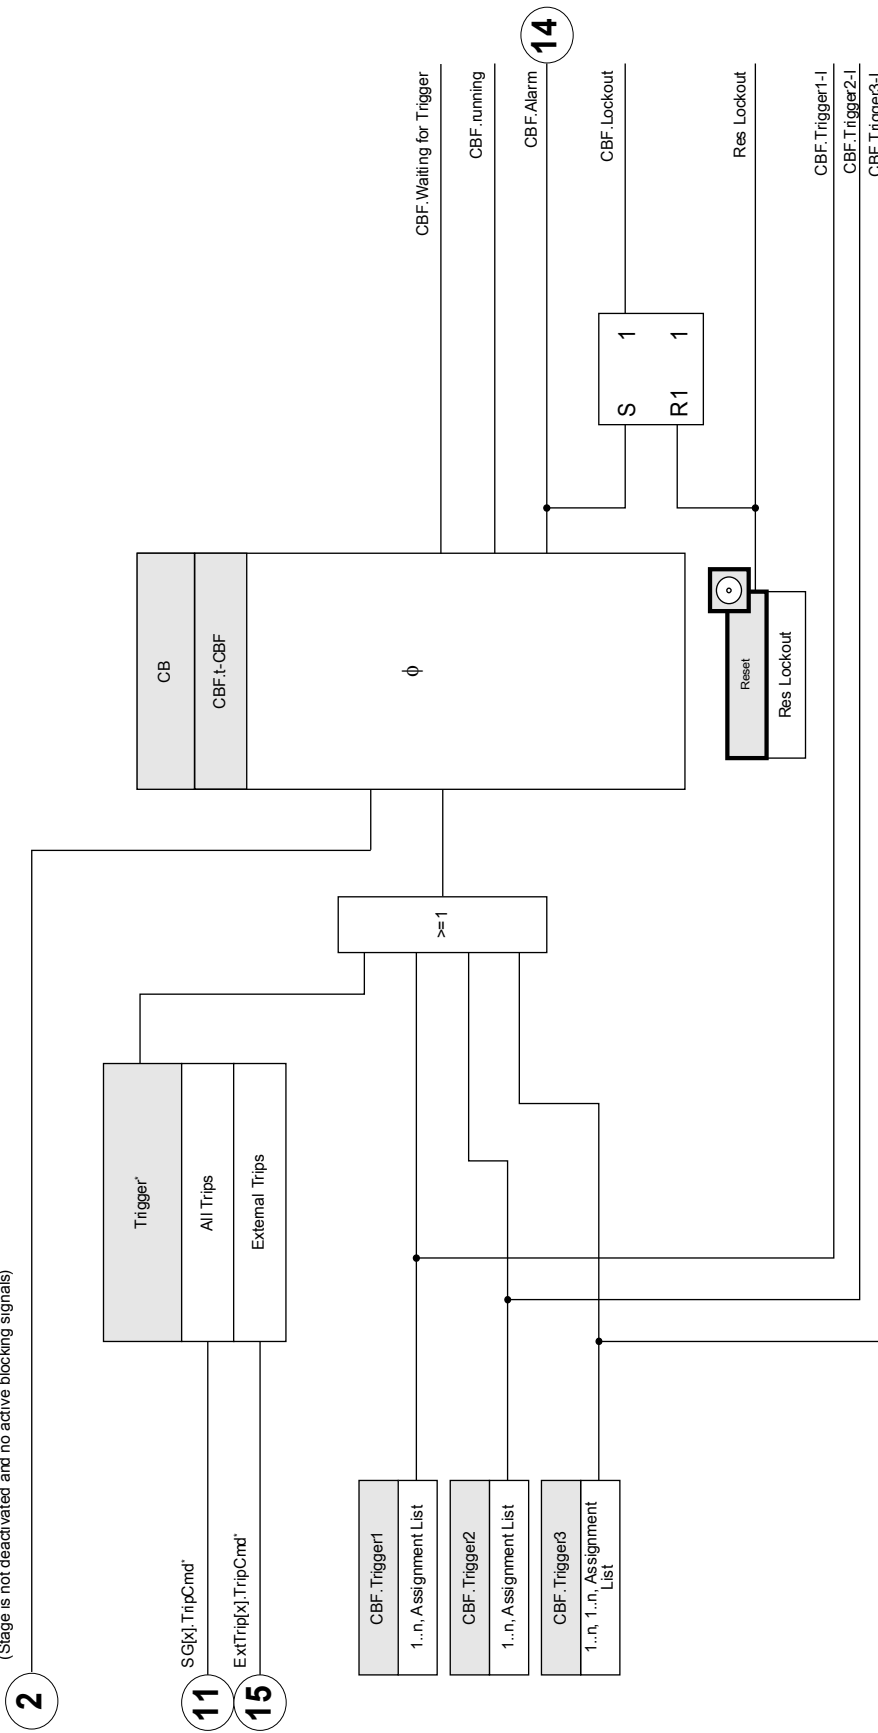 (Stage is not deactivated and no active blocking signals)
2
Trigger*
All Trips
External Trips
SG[x].TripCmd*
11
ExtTrip[x].TripCmd*
15
CBF.Trigger1
1..n, Assignment List
CBF.Trigger2
1..n, Assignment List
CBF.Trigger3
1..n, 1..n, Assignment
List
>=1
CB
CBF.t-CBF
ϕ
Reset
Res Lockout
S 1
R1 1
CBF.Waiting for Trigger
CBF.running
CBF.Alarm
14
CBF.Lockout
Res Lockout
CBF.Trigger1-I
CBF.Trigger2-I
CBF.Trigger3-I